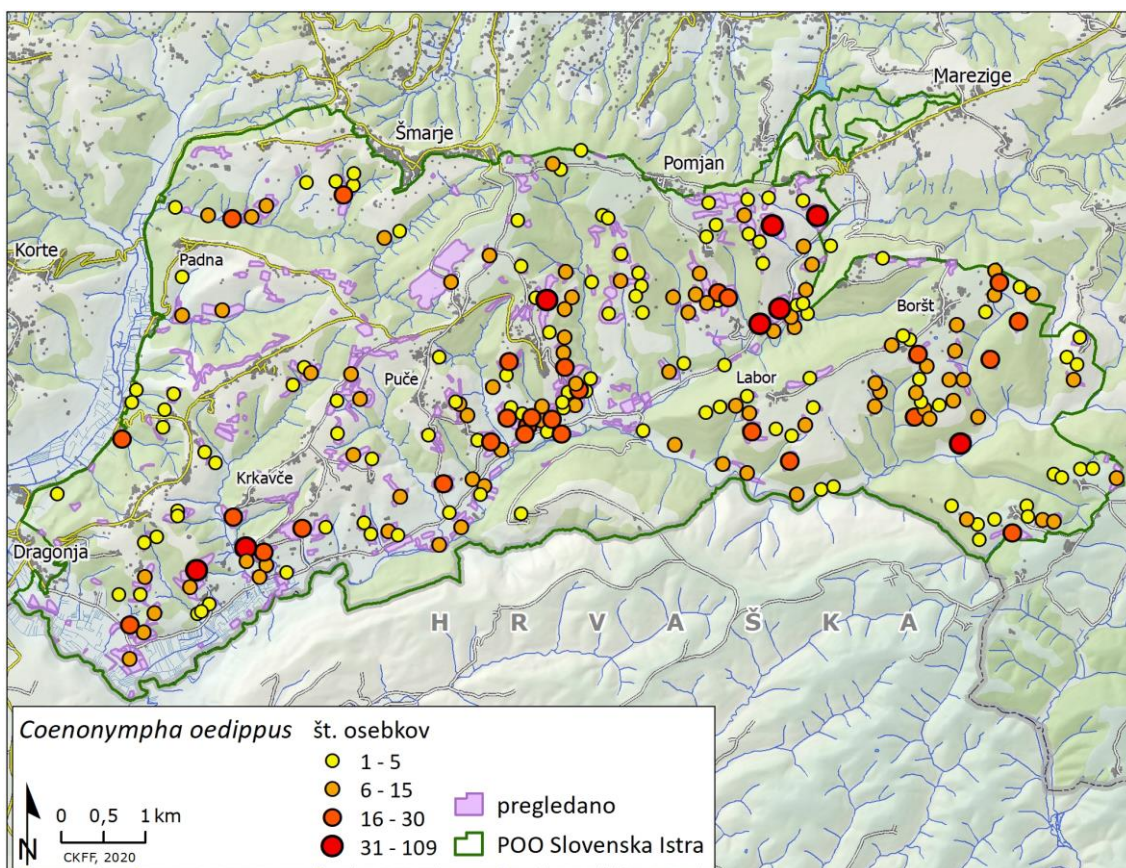 Marezige
Šmarje
Pomjan
Korte
Padna
Boršt
Puče
Labor
Krkavče
Dragonja
H R V A Š K A
Coenonympha oedippus
št. osebkov
1 - 5
6 - 15
16 - 30
31 - 109
pregledano
POO Slovenska Istra
N
0 0,5 1 km
CKFF, 2020